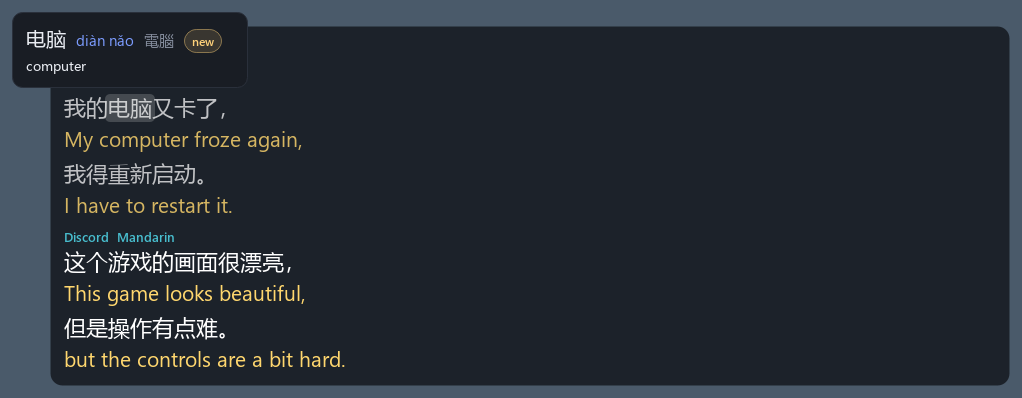 电脑 diàn nǎo 電腦 new
computer
我的电脑又卡了，
My computer froze again,
我得重新启动。
I have to restart it.
Discord Mandarin
这个游戏的画面很漂亮，
This game looks beautiful,
但是操作有点难。
but the controls are a bit hard.